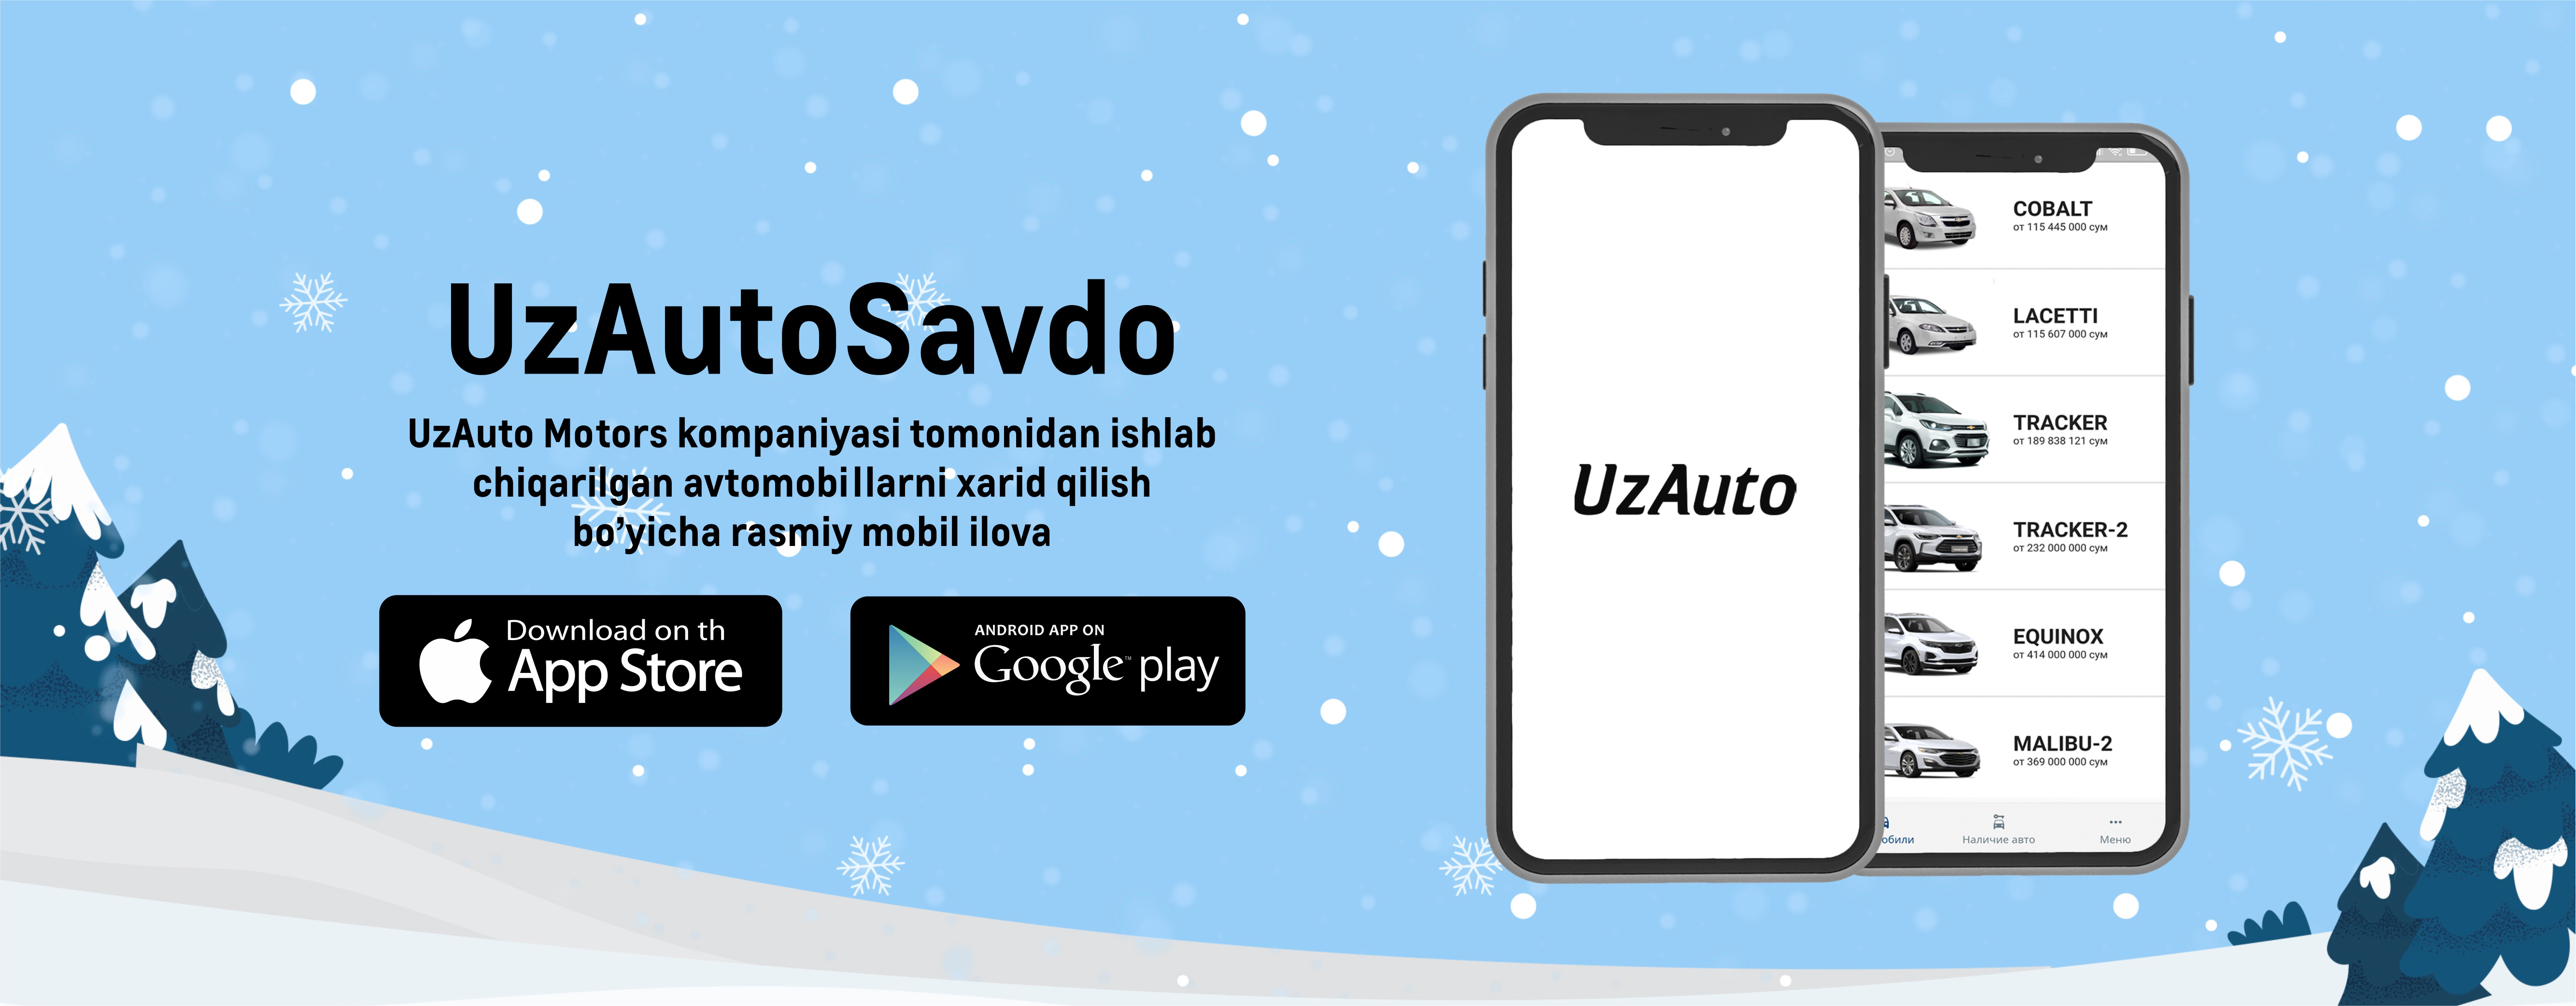 UzAutoSavdo
UzAuto Motors kompaniyasi tomonidan ishlab
chiqarilgan avtomobillarni xarid qilish
bo’yicha rasmiy mobil ilova
Download on th
App Store
ANDROID APP ON
Google™ play
UzAuto
COBALT
от 115 445 000 сум
LACETTI
от 115 607 000 сум
TRACKER
от 189 838 121 сум
TRACKER-2
от 232 000 000 сум
EQUINOX
от 414 000 000 сум
MALIBU-2
от 369 000 000 сум
обили Наличие авто Меню